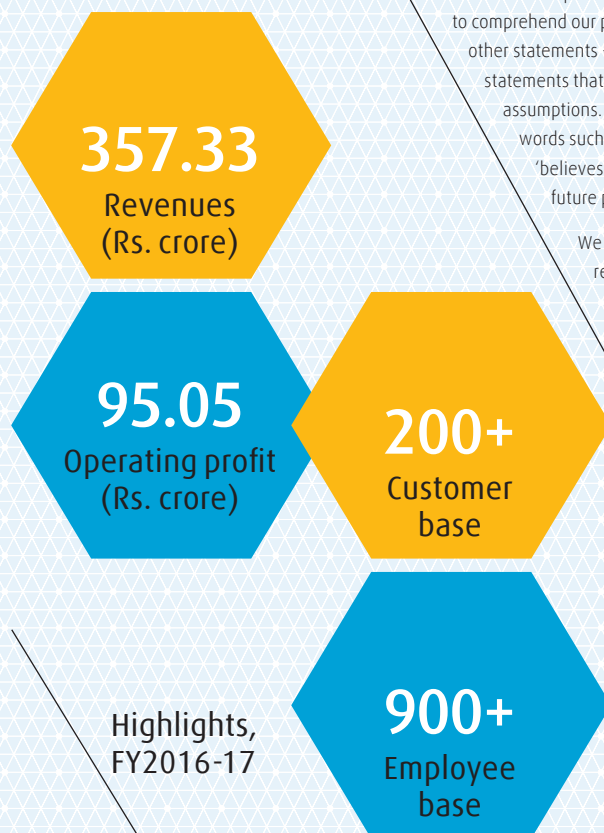 to comprehend our
other statements
statements that
assumptions.
words such
‘believes
future
We
357.33
Revenues
(Rs. crore)
95.05
Operating profit
(Rs. crore)
200+
Customer
base
900+
Employee
base
Highlights,
FY2016-17